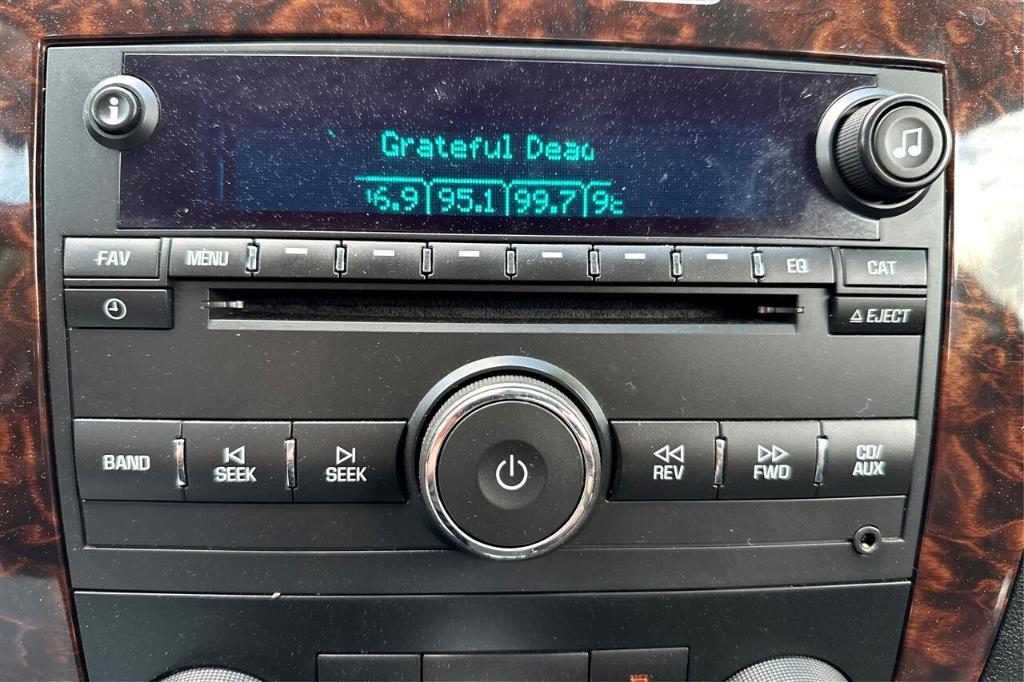 i
Grateful Dead
95.1 99.7
FAV MENU EQ CAT
EJECT
BAND SEEK SEEK REV FWD CD/
AUX